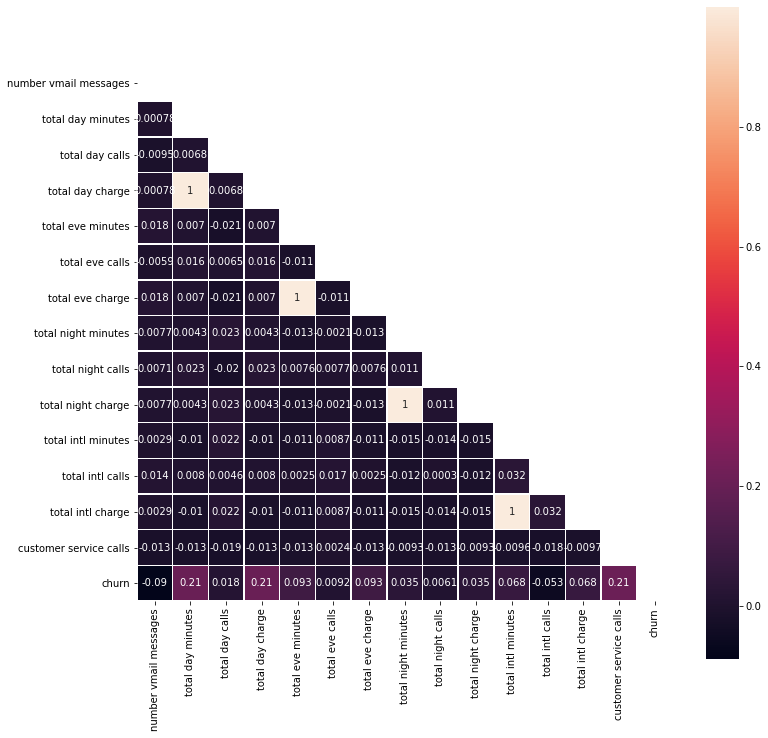 number vmail messages
total day minutes 0.00078
total day calls -0.0095 0.0068
total day charge 0.00078 1 0.0068
total eve minutes 0.018 0.007 -0.021 0.007
total eve calls -0.0059 0.016 0.0065 0.016 -0.011
total eve charge 0.018 0.007 -0.021 0.007 1 -0.011
total night minutes 0.0077 0.0043 0.023 0.0043 -0.013 -0.0021 -0.013
total night calls 0.0071 0.023 -0.02 0.023 0.0076 0.0077 0.0076 0.011
total night charge 0.0077 0.0043 0.023 0.0043 -0.013 -0.0021 -0.013 1 0.011
total intl minutes 0.0029 -0.01 0.022 -0.01 -0.011 0.0087 -0.011 -0.015 -0.014 -0.015
total intl calls 0.014 0.008 0.0046 0.008 0.0025 0.017 0.0025 -0.012 0.0003 -0.012 0.032
total intl charge 0.0029 -0.01 0.022 -0.01 -0.011 0.0087 -0.011 -0.015 -0.014 -0.015 1 0.032
customer service calls -0.013 -0.013 -0.019 -0.013 -0.013 0.0024 -0.013 -0.0093 -0.013 -0.0093 -0.0096 -0.018 -0.0097
churn -0.09 0.21 0.018 0.21 0.093 0.0092 0.093 0.035 0.0061 0.035 0.068 -0.053 0.068 0.21
number vmail messages
total day minutes
total day calls
total day charge
total eve minutes
total eve calls
total eve charge
total night minutes
total night calls
total night charge
total intl minutes
total intl calls
total intl charge
customer service calls
churn
0.8
0.6
0.4
0.2
0.0